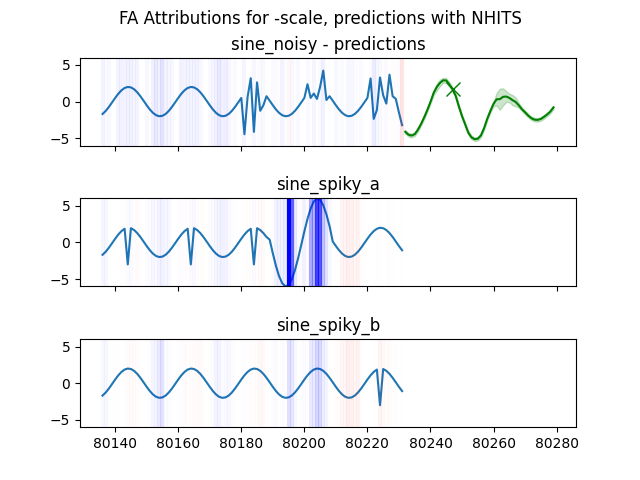 FA Attributions for -scale, predictions with NHITS
sine_noisy - predictions
5
0
−5
sine_spiky_a
5
0
−5
sine_spiky_b
5
0
−5
80140 80160 80180 80200 80220 80240 80260 80280